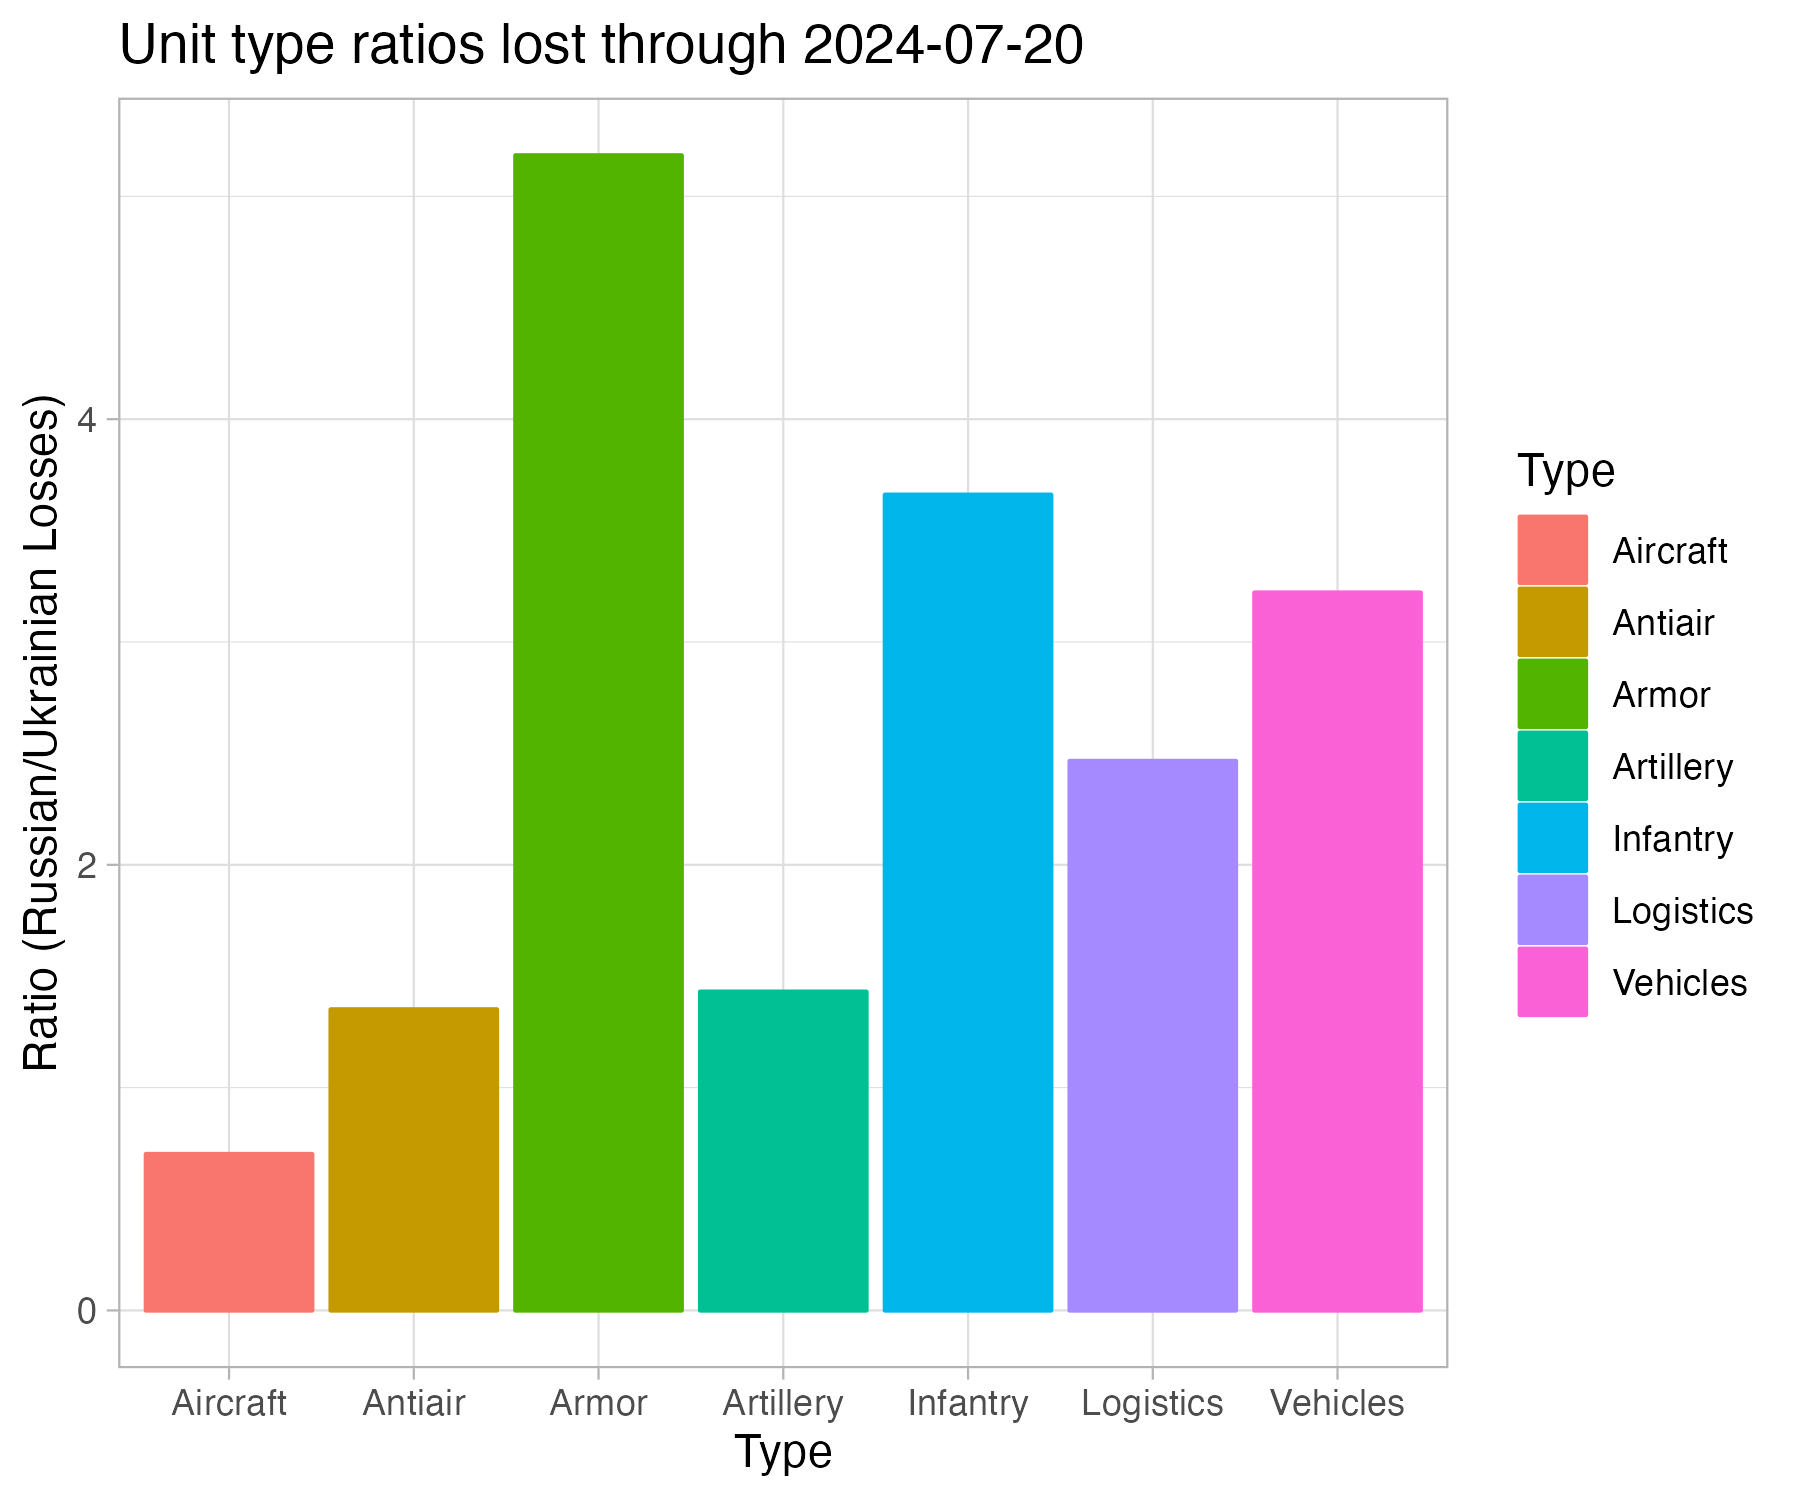 Unit type ratios lost through 2024-07-20
Ratio (Russian/Ukrainian Losses)
4
2
0
Aircraft
Antiair
Armor
Artillery
Infantry
Logistics
Vehicles
Type
Type
Aircraft
Antiair
Armor
Artillery
Infantry
Logistics
Vehicles